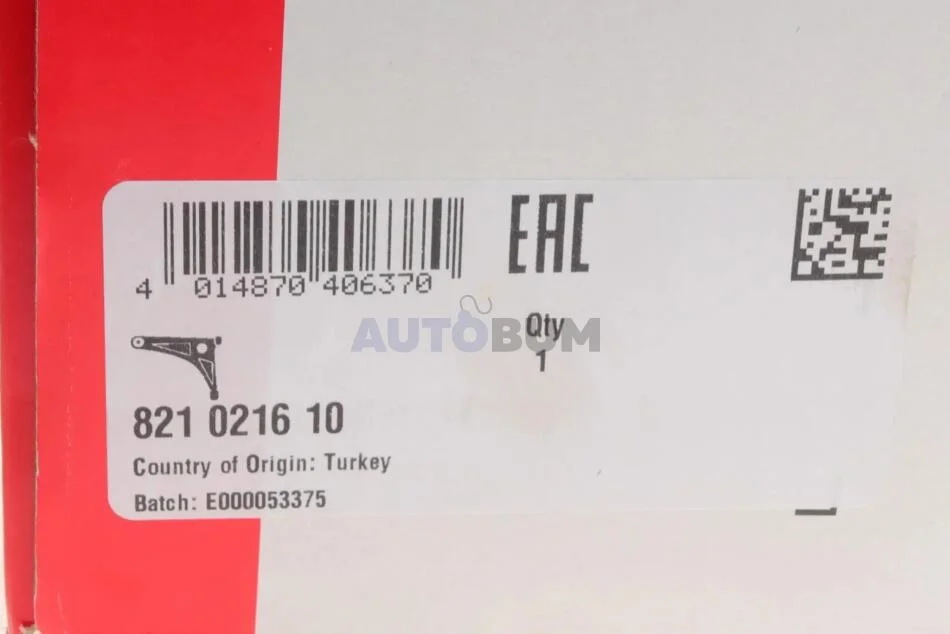 EAC
4 014870 406370
AUTOBUM
Qty
1
821 0216 10
Country of Origin: Turkey
Batch: E000053375